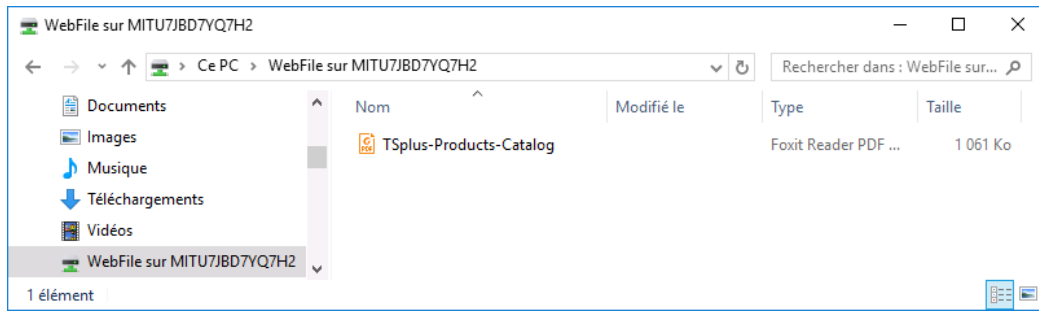 WebFile sur MITU7JBD7YQ7H2
Ce PC > WebFile sur MITU7JBD7YQ7H2
Rechercher dans : WebFile sur...
Documents
Images
Musique
Téléchargements
Vidéos
WebFile sur MITU7JBD7YQ7H2
Nom Modifié le Type Taille
TSplus-Products-Catalog Foxit Reader PDF ... 1 061 Ko
1 élément